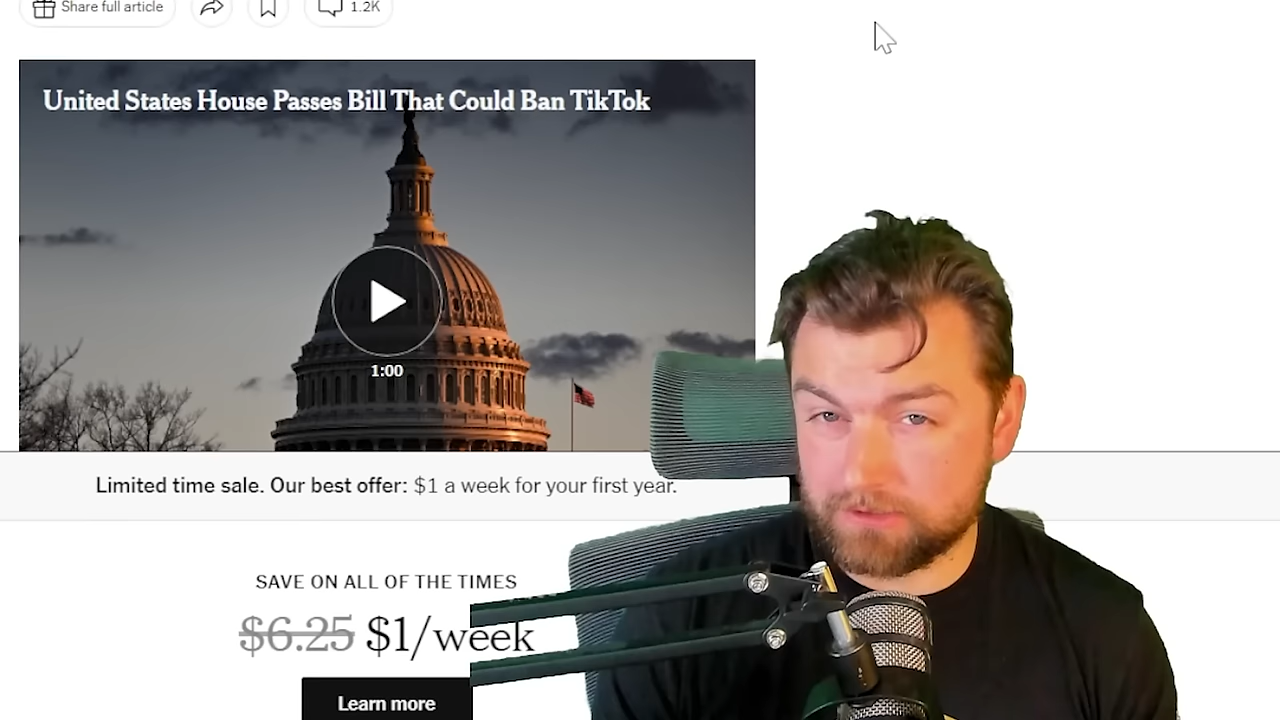 Share full article
1.2K
United States House Passes Bill That Could Ban TikTok
1:00
Limited time sale. Our best offer: $1 a week for your first year.
SAVE ON ALL OF THE TIMES
$6.25 $1/week
Learn more